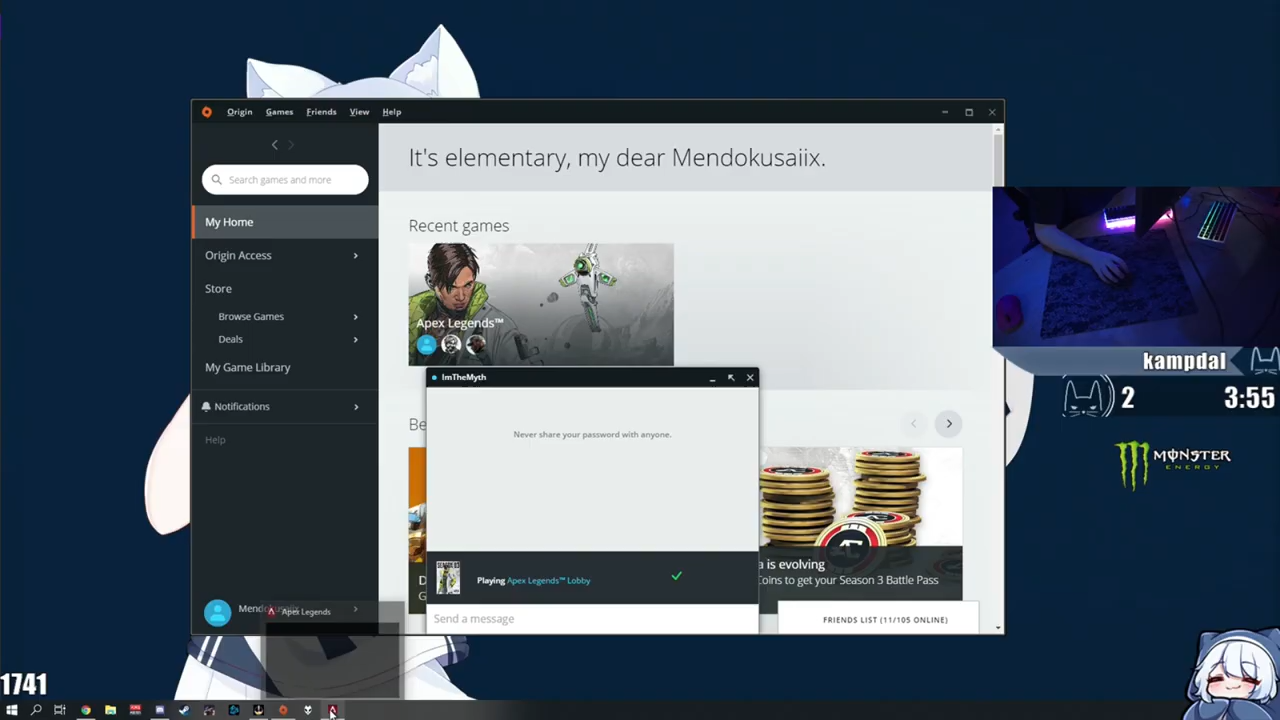 Origin Games Friends View Help
Search games and more
My Home
Origin Access
Store
Browse Games
Deals
My Game Library
Notifications
Help
It's elementary, my dear Mendokusaiix.
Recent games
Apex Legends™
ImTheMyth
Never share your password with anyone.
Playing Apex Legends™ Lobby
Send a message
Be
a is evolving
Coins to get your Season 3 Battle Pass
FRIENDS LIST (11/105 ONLINE)
Apex Legends
kampdal
2 3:55
MONSTER
ENERGY
1741